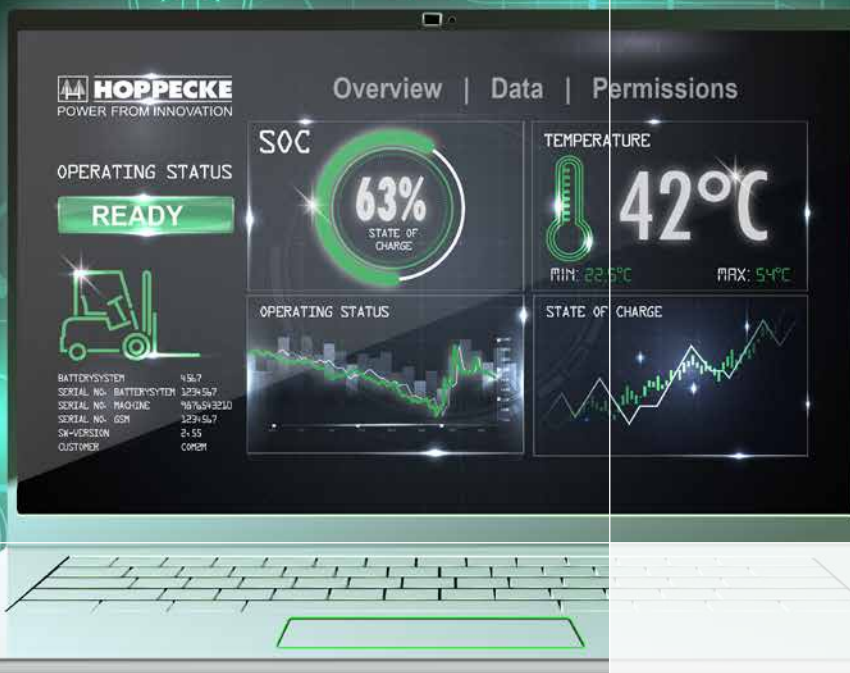 HOPPECKE
POWER FROM INNOVATION
Overview | Data | Permissions
OPERATING STATUS
READY
SOC
63%
STATE OF
CHARGE
TEMPERATURE
42°C
MIN: 22,5°C MAX: 54°C
OPERATING STATUS
STATE OF CHARGE
BATTERYSYSTEM 4567
SERIAL NO. BATTERYSYTEM 1234567
SERIAL NO. MACHINE 9876543210
SERIAL NO. GSM 1234567
SW-VERSION 2.55
CUSTOMER COM2M